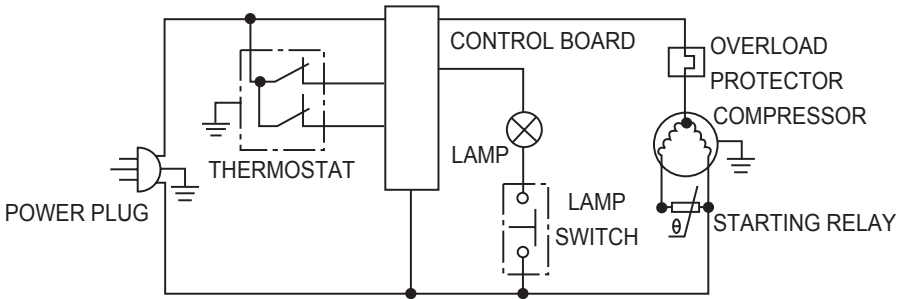 CONTROL BOARD
OVERLOAD
PROTECTOR
COMPRESSOR
THERMOSTAT
LAMP
POWER PLUG
LAMP
SWITCH
θ
STARTING RELAY